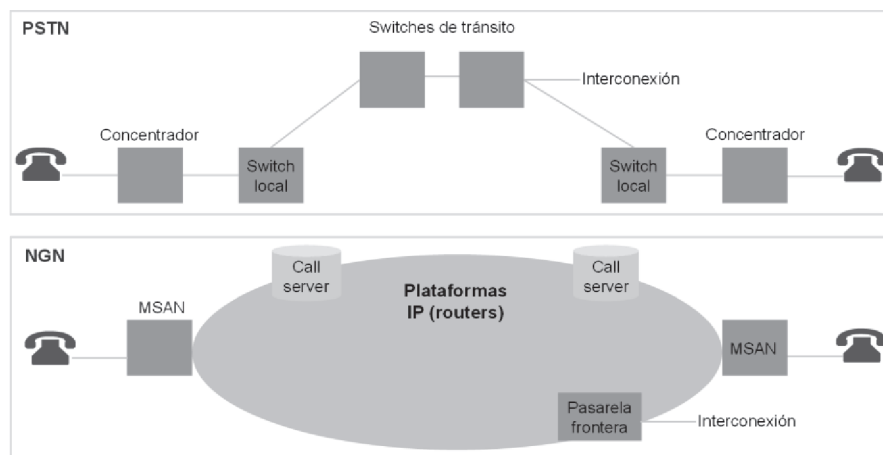 PSTN
Switches de tránsito
Interconexión
Concentrador
Concentrador
Switch
local
Switch
local
NGN
Call
server
Call
server
Plataformas
IP (routers)
MSAN
MSAN
Pasarela
frontera
Interconexión